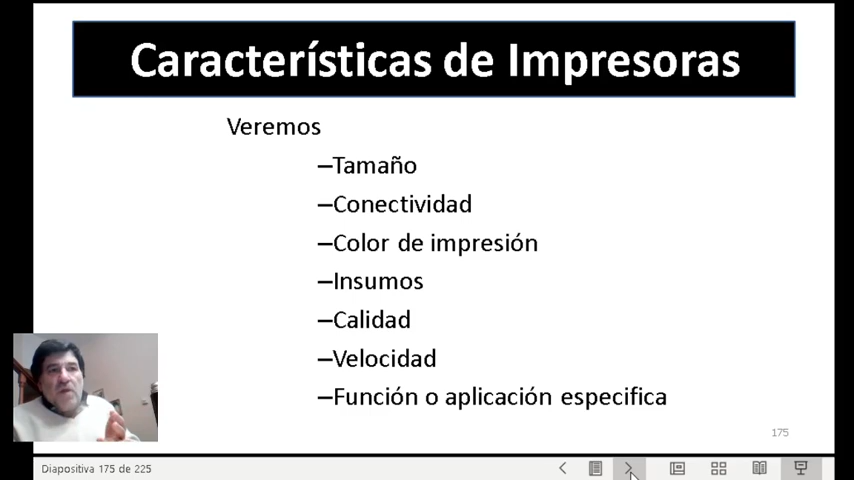 Características de Impresoras
Veremos
–Tamaño
–Conectividad
–Color de impresión
–Insumos
–Calidad
–Velocidad
–Función o aplicación especifica
175
Diapositiva 175 de 225